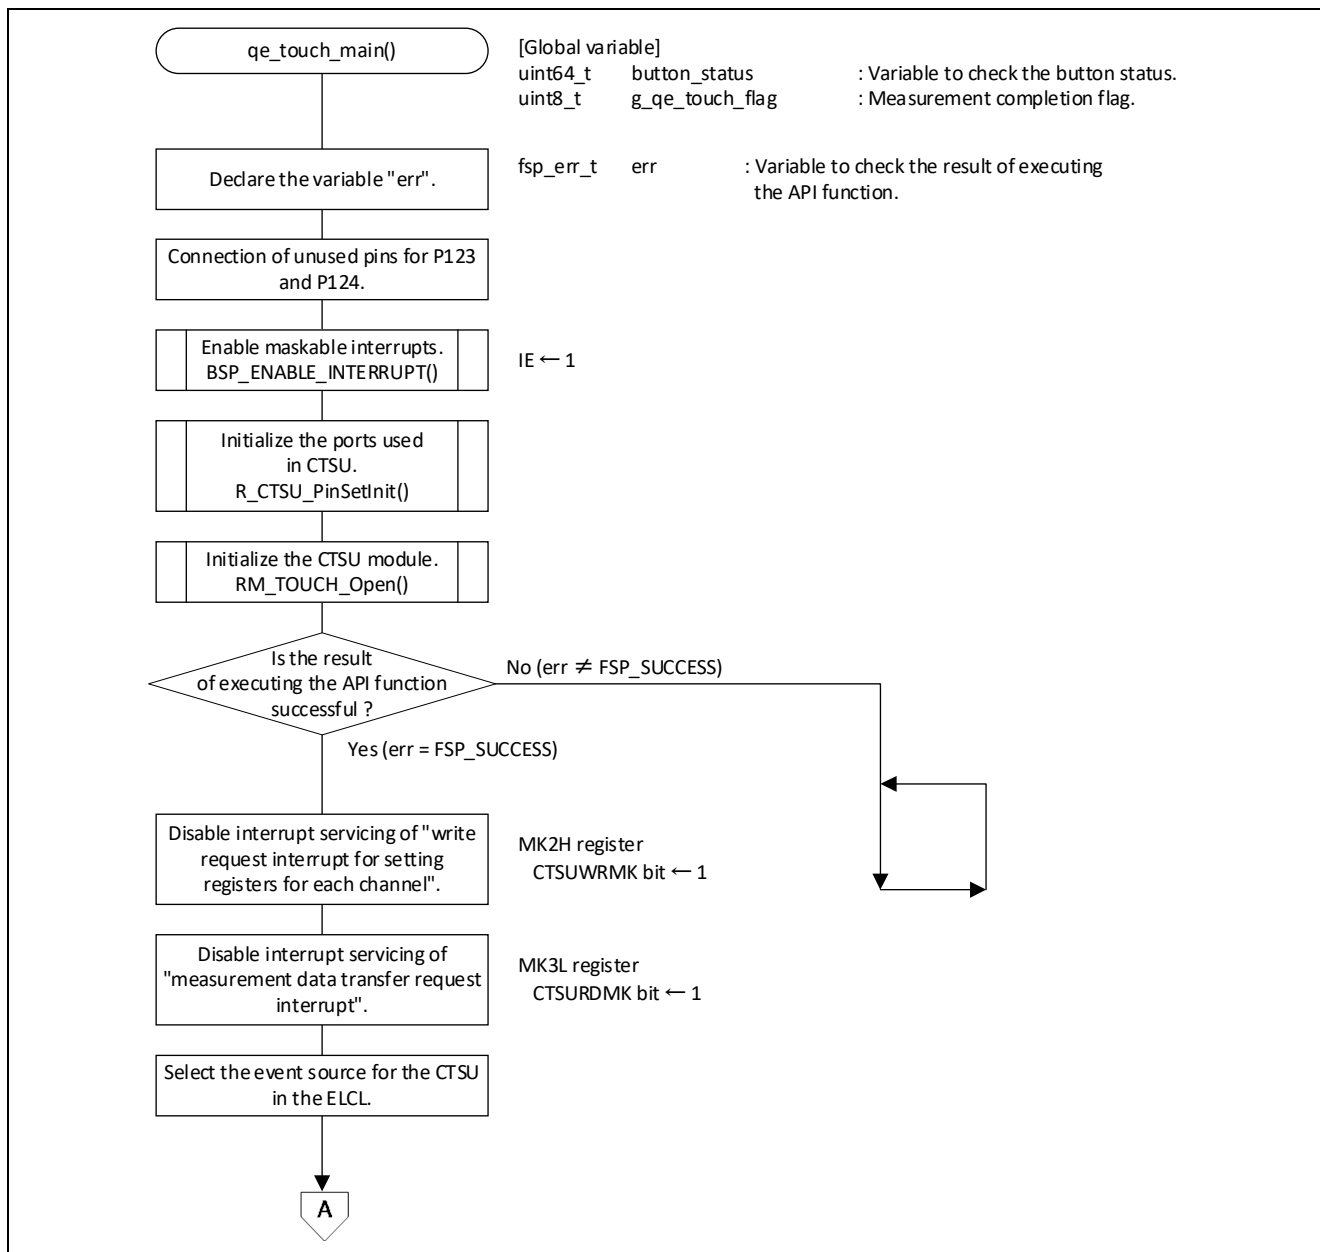 qe_touch_main()
[Global variable]
uint64_t button_status : Variable to check the button status.
uint8_t g_qe_touch_flag : Measurement completion flag.
Declare the variable "err".
fsp_err_t err : Variable to check the result of executing
the API function.
Connection of unused pins for P123
and P124.
Enable maskable interrupts.
BSP_ENABLE_INTERRUPT()
IE ← 1
Initialize the ports used
in CTSU.
R_CTSU_PinSetInit()
Initialize the CTSU module.
RM_TOUCH_Open()
Is the result
of executing the API function
successful ?
No (err ≠ FSP_SUCCESS)
Yes (err = FSP_SUCCESS)
Disable interrupt servicing of "write
request interrupt for setting
registers for each channel".
MK2H register
CTSUWRMK bit ← 1
Disable interrupt servicing of
"measurement data transfer request
interrupt".
MK3L register
CTSURDMK bit ← 1
Select the event source for the CTSU
in the ELCL.
A